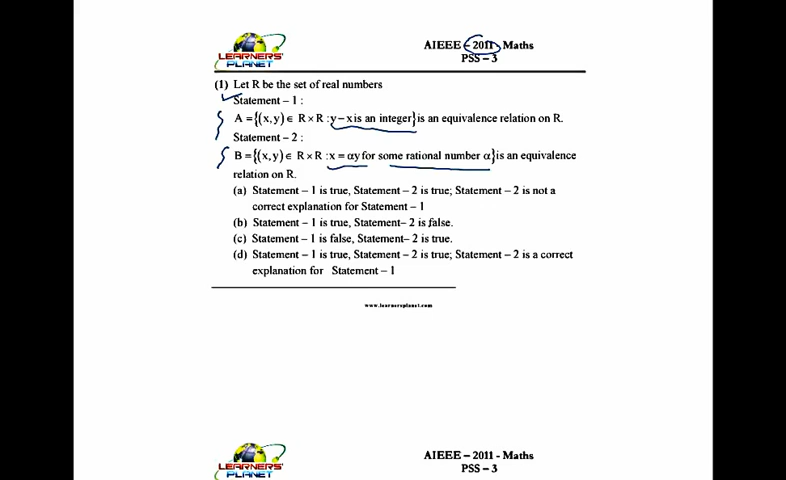 LEARNERS'
PLANET
AIEEE – 2011 - Maths
PSS – 3
(1) Let R be the set of real numbers
Statement – 1 :
A = {(x, y) ∈ R × R : y – x is an integer} is an equivalence relation on R.
Statement – 2 :
B = {(x, y) ∈ R × R : x = αy for some rational number α} is an equivalence
relation on R.
(a) Statement – 1 is true, Statement – 2 is true; Statement – 2 is not a
correct explanation for Statement – 1
(b) Statement – 1 is true, Statement– 2 is false.
(c) Statement – 1 is false, Statement– 2 is true.
(d) Statement – 1 is true, Statement – 2 is true; Statement – 2 is a correct
explanation for Statement – 1
www.learnersplanet.com
LEARNERS'
PLANET
AIEEE – 2011 - Maths
PSS – 3